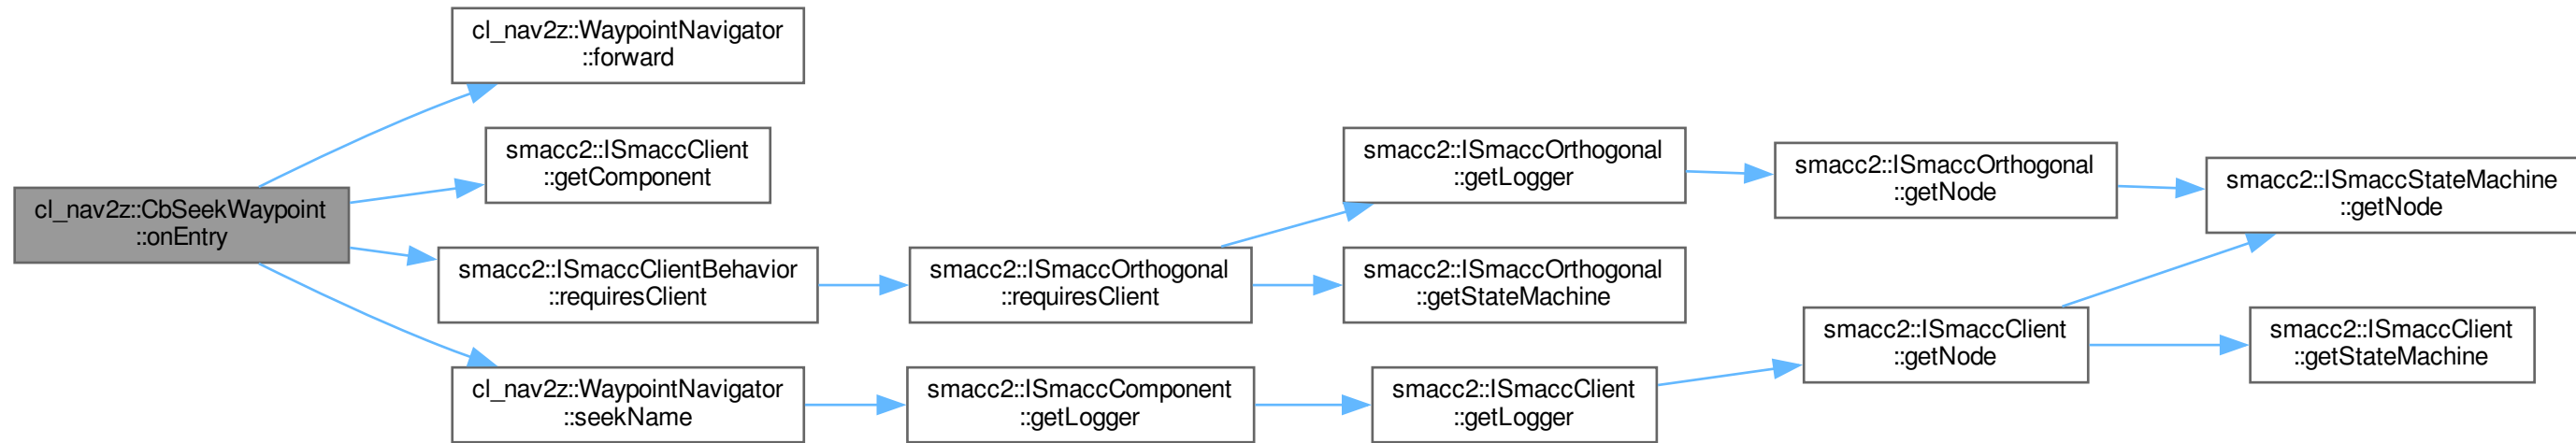 cl_nav2z::CbSeekWaypoint
::onEntry
cl_nav2z::WaypointNavigator
::forward
smacc2::ISmaccClient
::getComponent
smacc2::ISmaccClientBehavior
::requiresClient
cl_nav2z::WaypointNavigator
::seekName
smacc2::ISmaccOrthogonal
::requiresClient
smacc2::ISmaccComponent
::getLogger
smacc2::ISmaccOrthogonal
::getLogger
smacc2::ISmaccOrthogonal
::getStateMachine
smacc2::ISmaccClient
::getLogger
smacc2::ISmaccOrthogonal
::getNode
smacc2::ISmaccClient
::getNode
smacc2::ISmaccStateMachine
::getNode
smacc2::ISmaccClient
::getStateMachine